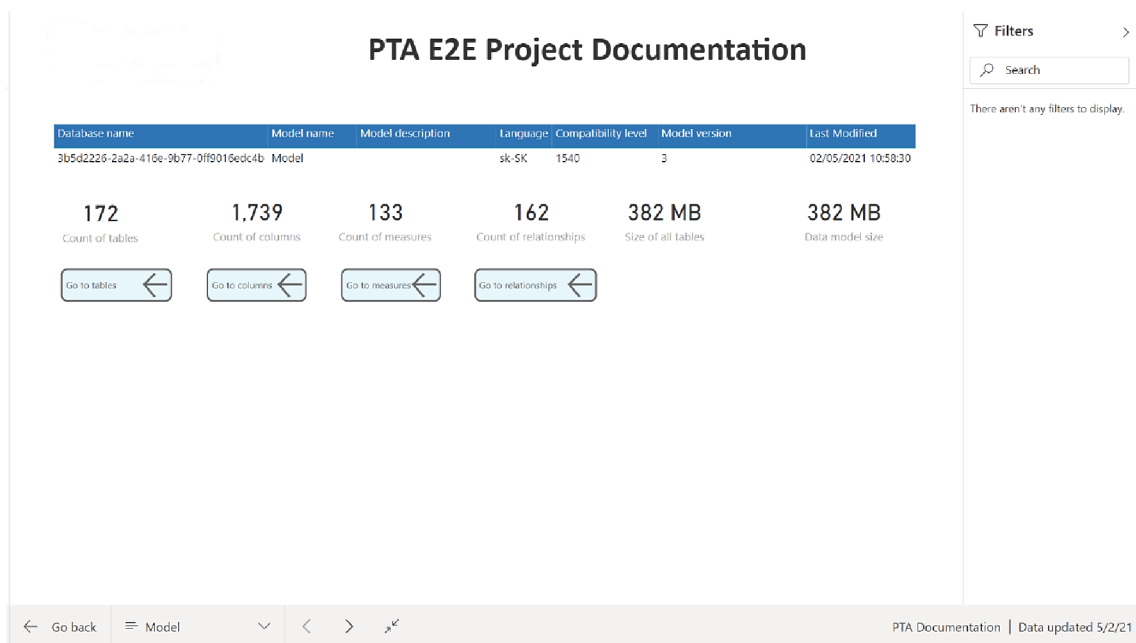 PTA E2E Project Documentation
Filters
Search
There aren't any filters to display.
Database name Model name Model description Language Compatibility level Model version Last Modified
3b5d2226-2a2a-416e-9b77-0ff9016edc4b Model sk-SK 1540 3 02/05/2021 10:58:30
172 1,739 133 162 382 MB 382 MB
Count of tables Count of columns Count of measures Count of relationships Size of all tables Data model size
Go to tables Go to columns Go to measures Go to relationships
Go back Model PTA Documentation | Data updated 5/2/21